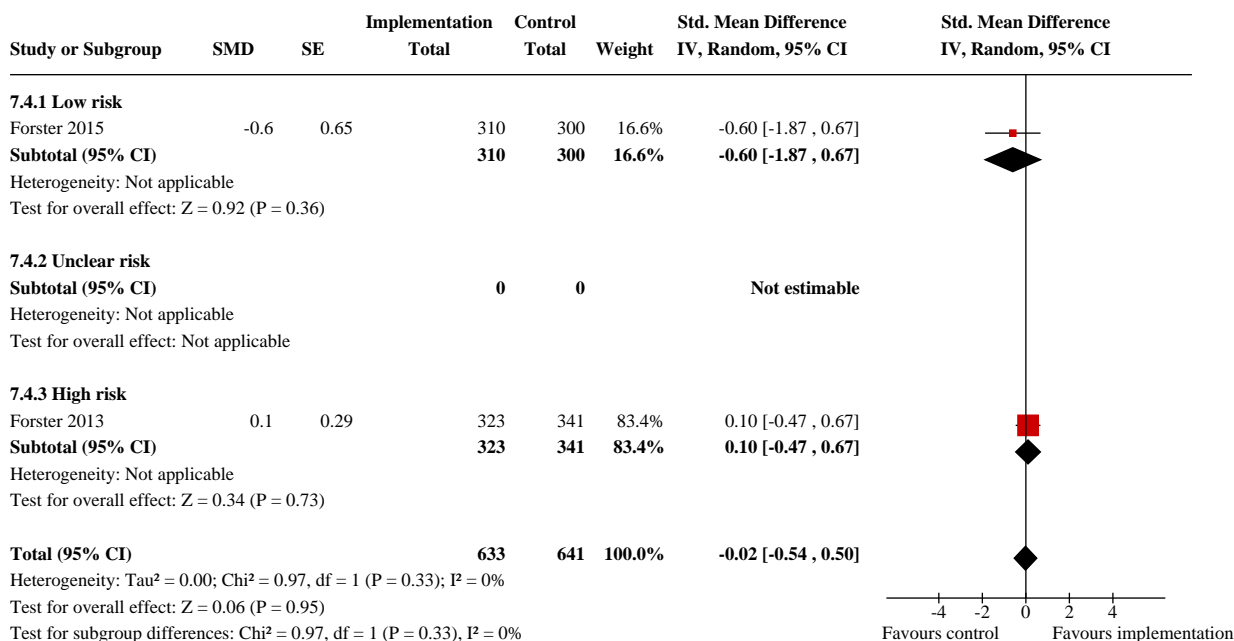 Implementation Control Std. Mean Difference Std. Mean Difference
Study or Subgroup SMD SE Total Total Weight IV, Random, 95% CI IV, Random, 95% CI
7.4.1 Low risk
Forster 2015 -0.6 0.65 310 300 16.6% -0.60 [-1.87 , 0.67]
Subtotal (95% CI) 310 300 16.6% -0.60 [-1.87 , 0.67]
Heterogeneity: Not applicable
Test for overall effect: Z = 0.92 (P = 0.36)
7.4.2 Unclear risk
Subtotal (95% CI) 0 0 Not estimable
Heterogeneity: Not applicable
Test for overall effect: Not applicable
7.4.3 High risk
Forster 2013 0.1 0.29 323 341 83.4% 0.10 [-0.47 , 0.67]
Subtotal (95% CI) 323 341 83.4% 0.10 [-0.47 , 0.67]
Heterogeneity: Not applicable
Test for overall effect: Z = 0.34 (P = 0.73)
Total (95% CI) 633 641 100.0% -0.02 [-0.54 , 0.50]
Heterogeneity: Tau² = 0.00; Chi² = 0.97, df = 1 (P = 0.33); I² = 0%
Test for overall effect: Z = 0.06 (P = 0.95)
Test for subgroup differences: Chi² = 0.97, df = 1 (P = 0.33), I² = 0%
-4 -2 0 2 4
Favours control Favours implementation